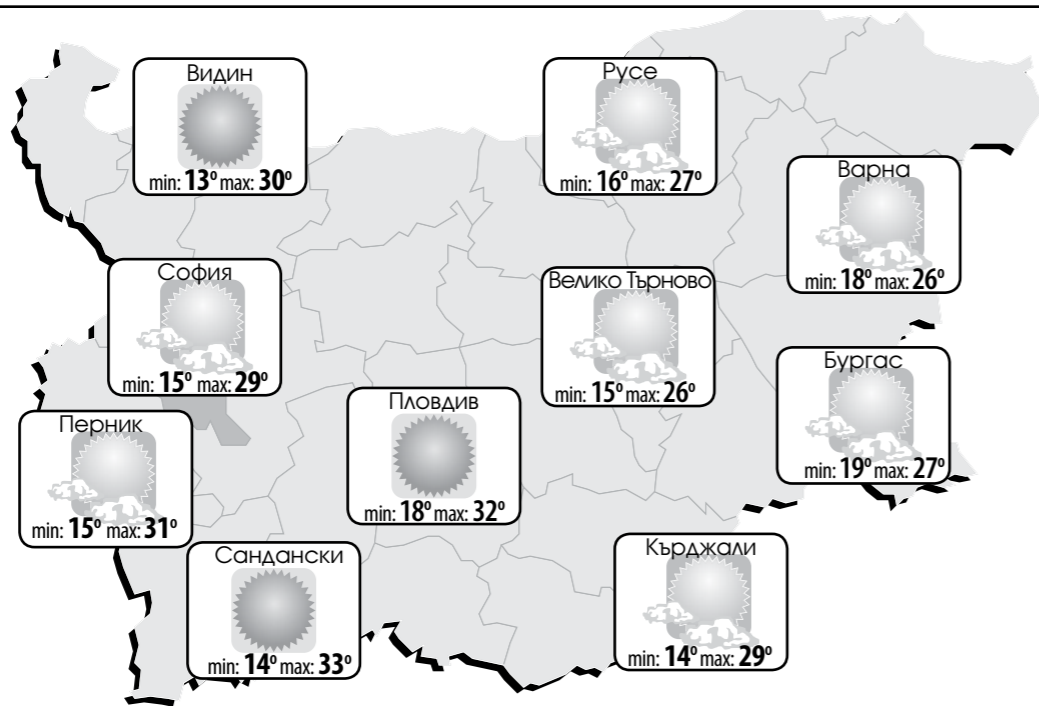 Видин
min: 13° max: 30°
Русе
min: 16° max: 27°
Варна
min: 18° max: 26°
София
min: 15° max: 29°
Велико Търново
min: 15° max: 26°
Бургас
min: 19° max: 27°
Пловдив
min: 18° max: 32°
Перник
min: 15° max: 31°
Сандански
min: 14° max: 33°
Кърджали
min: 14° max: 29°